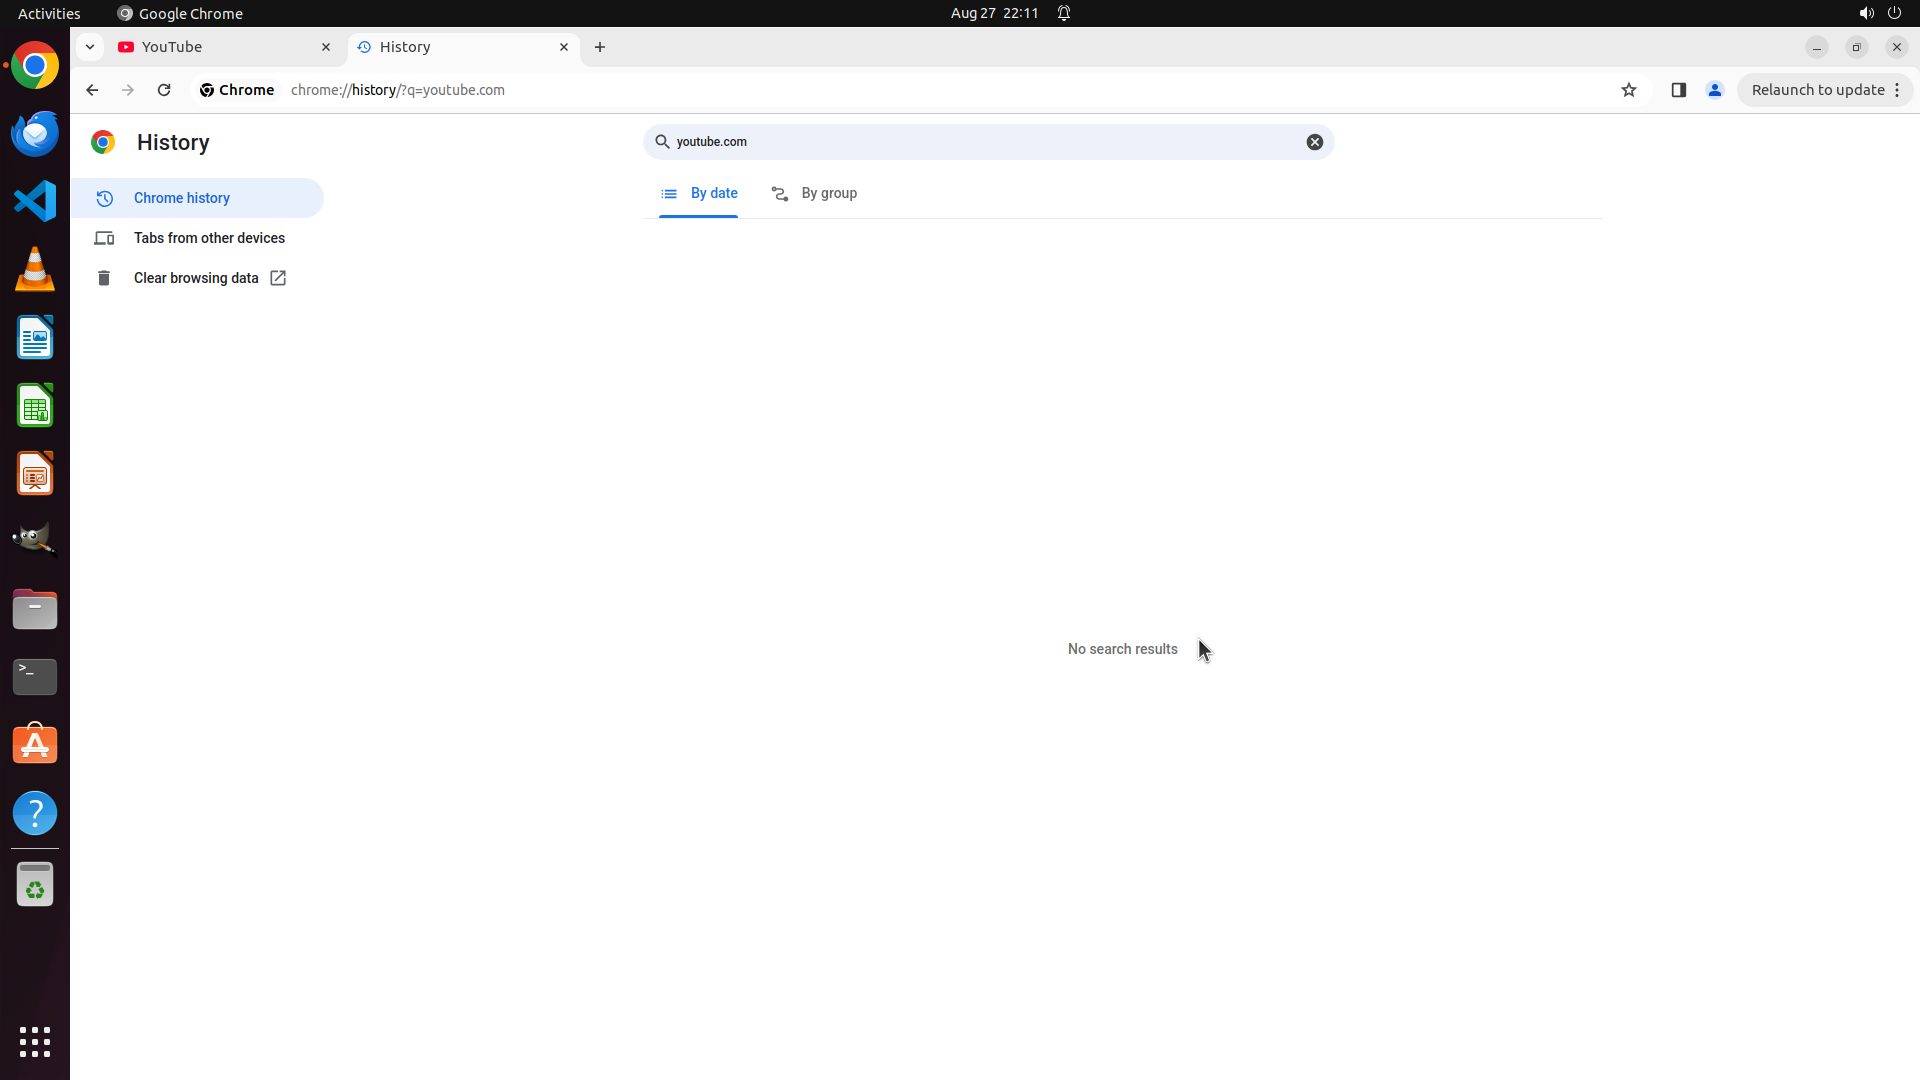 Activities
Google Chrome
Aug 27 22:11
YouTube
History
Chrome
chrome://history/?q=youtube.com
Relaunch to update
History
youtube.com
By date
By group
Chrome history
Tabs from other devices
Clear browsing data
No search results